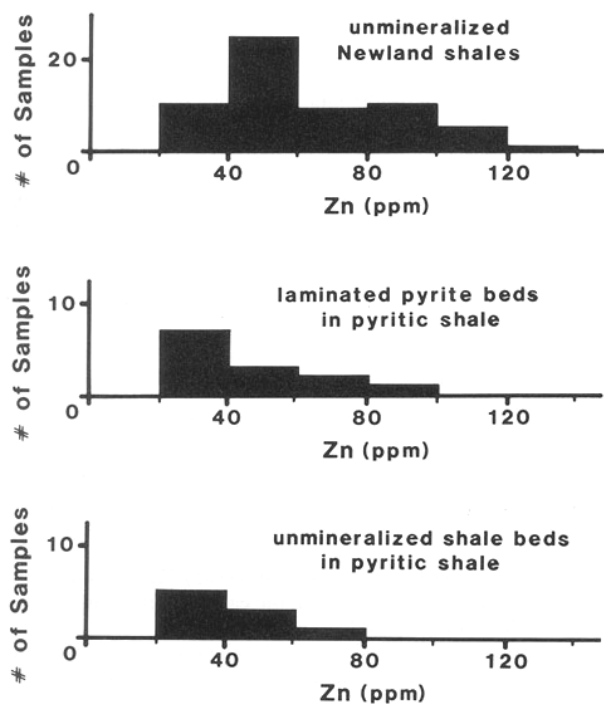 unmineralized
Newland shales
# of Samples
20
0
40
80
120
Zn (ppm)
laminated pyrite beds
in pyritic shale
# of Samples
10
0
40
80
120
Zn (ppm)
unmineralized shale beds
in pyritic shale
# of Samples
10
0
40
80
120
Zn (ppm)